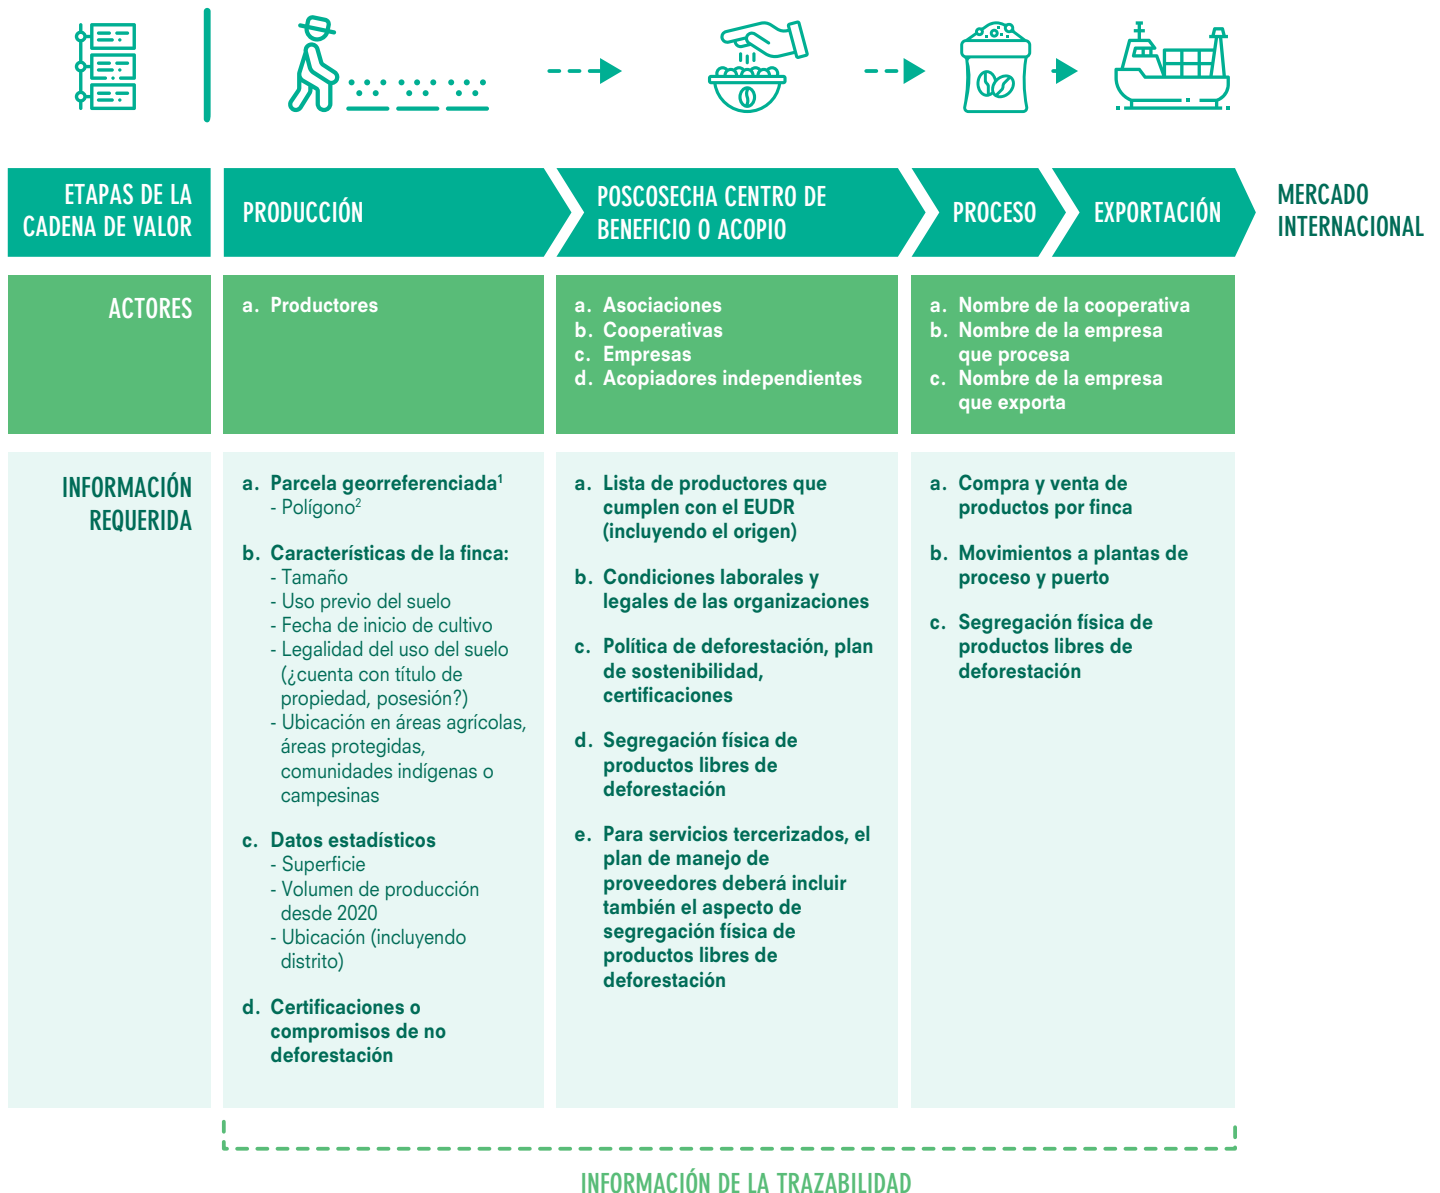 ETAPAS DE LA
CADENA DE VALOR
PRODUCCIÓN
POSCOSECHA CENTRO DE
BENEFICIO O ACOPIO
PROCESO
EXPORTACIÓN
MERCADO
INTERNACIONAL
ACTORES
a. Productores
a. Asociaciones
b. Cooperativas
c. Empresas
d. Acopiadores independientes
a. Nombre de la cooperativa
b. Nombre de la empresa
que procesa
c. Nombre de la empresa
que exporta
INFORMACIÓN
REQUERIDA
a. Parcela georreferenciada¹
- Polígono²
b. Características de la finca:
- Tamaño
- Uso previo del suelo
- Fecha de inicio de cultivo
- Legalidad del uso del suelo
(¿cuenta con título de
propiedad, posesión?)
- Ubicación en áreas agrícolas,
áreas protegidas,
comunidades indígenas o
campesinas
c. Datos estadísticos
- Superficie
- Volumen de producción
desde 2020
- Ubicación (incluyendo
distrito)
d. Certificaciones o
compromisos de no
deforestación
a. Lista de productores que
cumplen con el EUDR
(incluyendo el origen)
b. Condiciones laborales y
legales de las organizaciones
c. Política de deforestación, plan
de sostenibilidad,
certificaciones
d. Segregación física de
productos libres de
deforestación
e. Para servicios tercerizados, el
plan de manejo de
proveedores deberá incluir
también el aspecto de
segregación física de
productos libres de
deforestación
a. Compra y venta de
productos por finca
b. Movimientos a plantas de
proceso y puerto
c. Segregación física de
productos libres de
deforestación
INFORMACIÓN DE LA TRAZABILIDAD